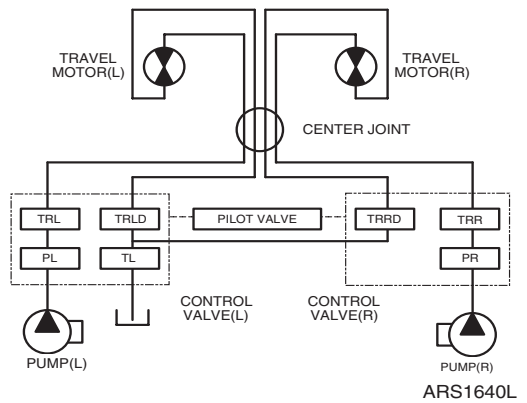 TRAVEL
MOTOR(L)
TRAVEL
MOTOR(R)
CENTER JOINT
TRL
TRLD
PILOT VALVE
TRRD
TRR
PL
TL
PR
CONTROL
VALVE(L)
CONTROL
VALVE(R)
PUMP(L)
PUMP(R)
ARS1640L